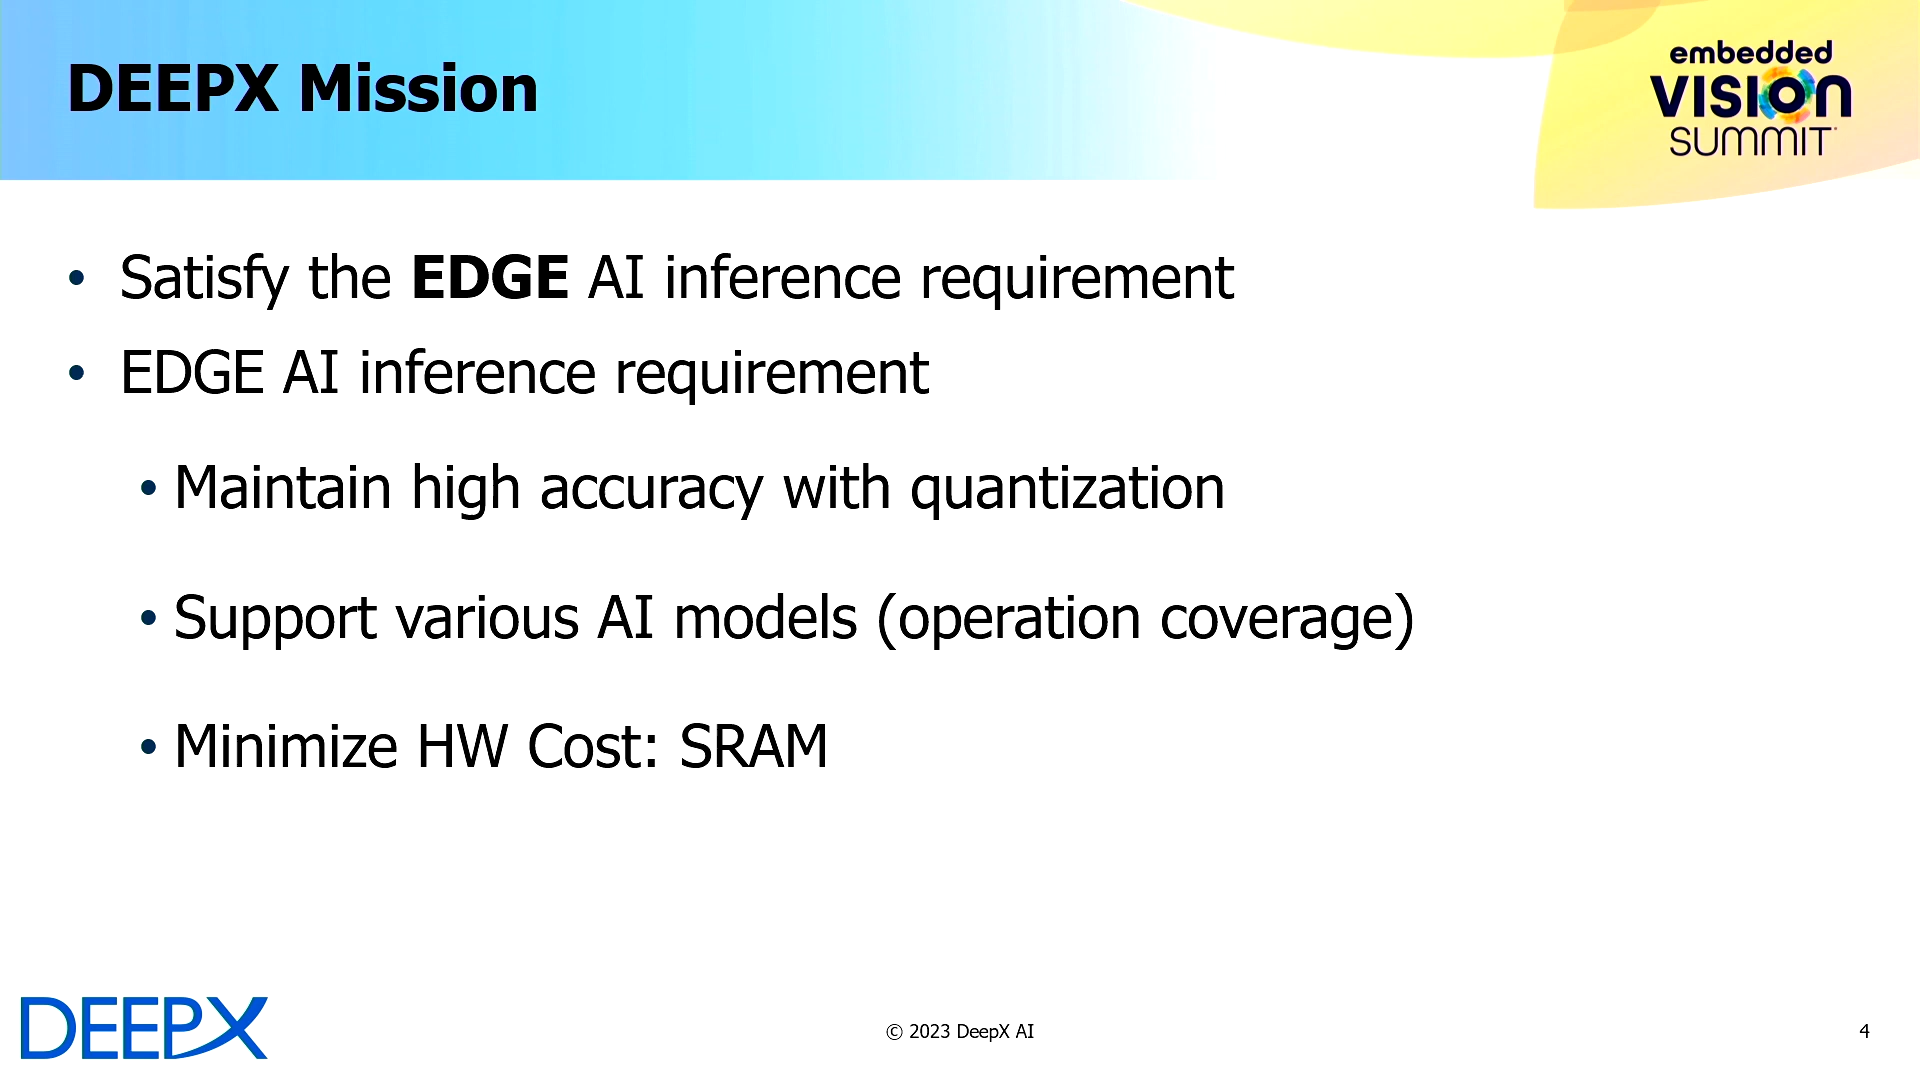 DEEPX Mission
embedded
VISION
SUMMIT
• Satisfy the EDGE AI inference requirement
• EDGE AI inference requirement
• Maintain high accuracy with quantization
• Support various AI models (operation coverage)
• Minimize HW Cost: SRAM
DEEPX
© 2023 DeepX AI
4